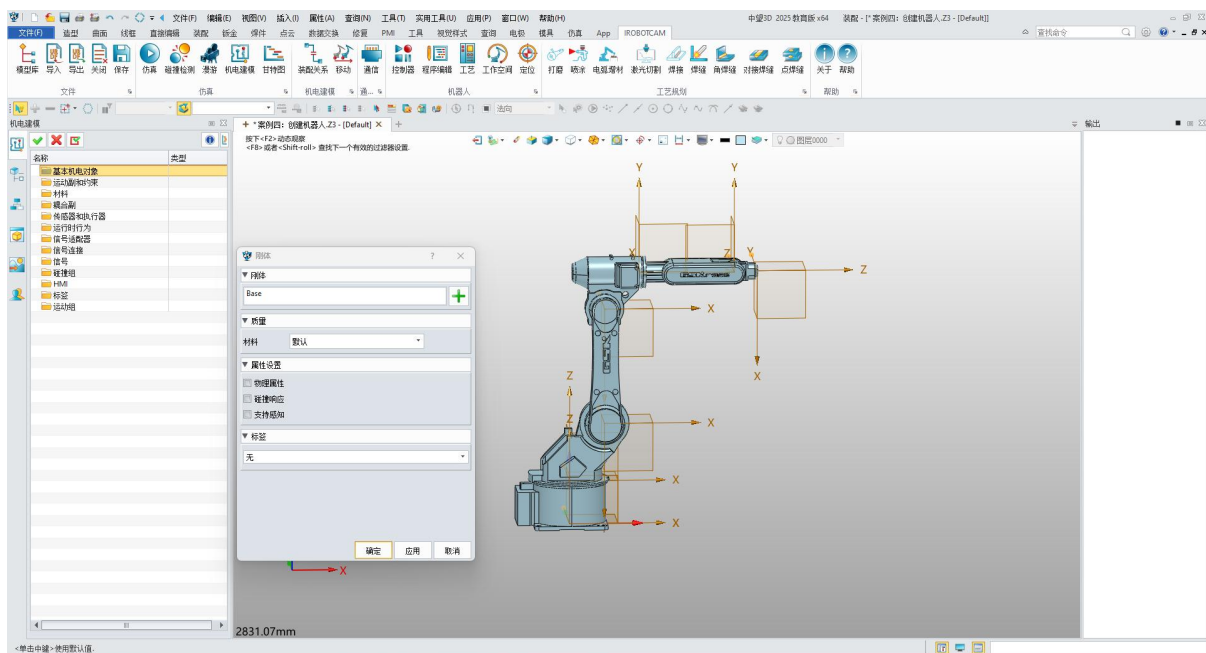 文件(F) 编辑(E) 视图(V) 插入(I) 属性(A) 查询(N) 工具(T) 实用工具(U) 应用(P) 窗口(W) 帮助(H) 中望3D 2025 教育版 x64 装配 - [* 案例四：创建机器人.Z3 - [Default]]
文件(F) 造型 曲面 线框 直接编辑 装配 钣金 焊件 点云 数据交换 修复 PMI 工具 视觉样式 查询 电极 模具 仿真 App IROBOTCAM 查找命令
模型库 导入 导出 关闭 保存 仿真 碰撞检测 漫游 机电建模 甘特图 装配关系 移动 通信 控制器 程序编辑 工艺 工作空间 定位 打磨 喷涂 电弧增材 激光切割 焊接 焊缝 角焊缝 对接焊缝 点焊缝 关于 帮助
文件 仿真 机电建模 通... 机器人 工艺规划 帮助
法向
机电建模
+ * 案例四：创建机器人.Z3 - [Default] × +
输出
按下<F2>动态观察
<F8>或者<Shift-roll> 查找下一个有效的过滤器设置.
图层0000
名称 类型
基本机电对象
运动副和约束
材料
耦合副
传感器和执行器
运行时行为
信号适配器
信号连接
信号
碰撞组
HMI
标签
运动组
刚体 ? ×
刚体
Base
质量
材料 默认
属性设置
物理属性
碰撞响应
支持感知
标签
无
确定 应用 取消
Y Y
X Z Y
Z
X
X
Z
Z
X
X
X
X
2831.07mm
<单击中键>使用默认值.